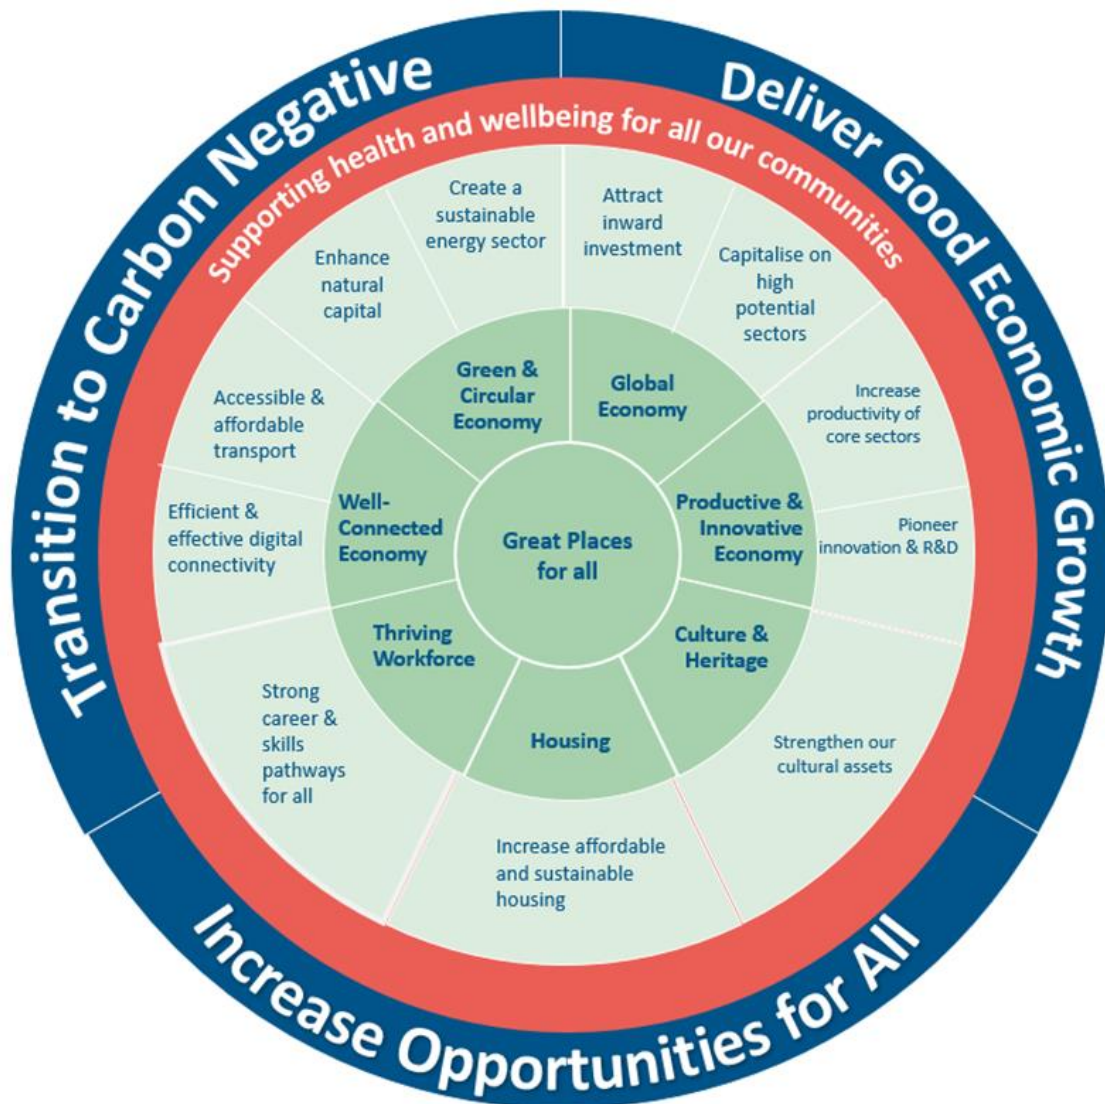 Transition to Carbon Negative
Deliver Good Economic Growth
Increase Opportunities for All
Supporting health and wellbeing for all our communities
Create a
sustainable
energy sector
Attract
inward
investment
Enhance
natural
capital
Capitalise on
high
potential
sectors
Accessible &
affordable
transport
Increase
productivity of
core sectors
Efficient &
effective digital
connectivity
Pioneer
innovation & R&D
Strong
career &
skills
pathways
for all
Strengthen our
cultural assets
Increase affordable
and sustainable
housing
Green &
Circular
Economy
Global
Economy
Well-
Connected
Economy
Productive &
Innovative
Economy
Thriving
Workforce
Culture &
Heritage
Housing
Great Places
for all